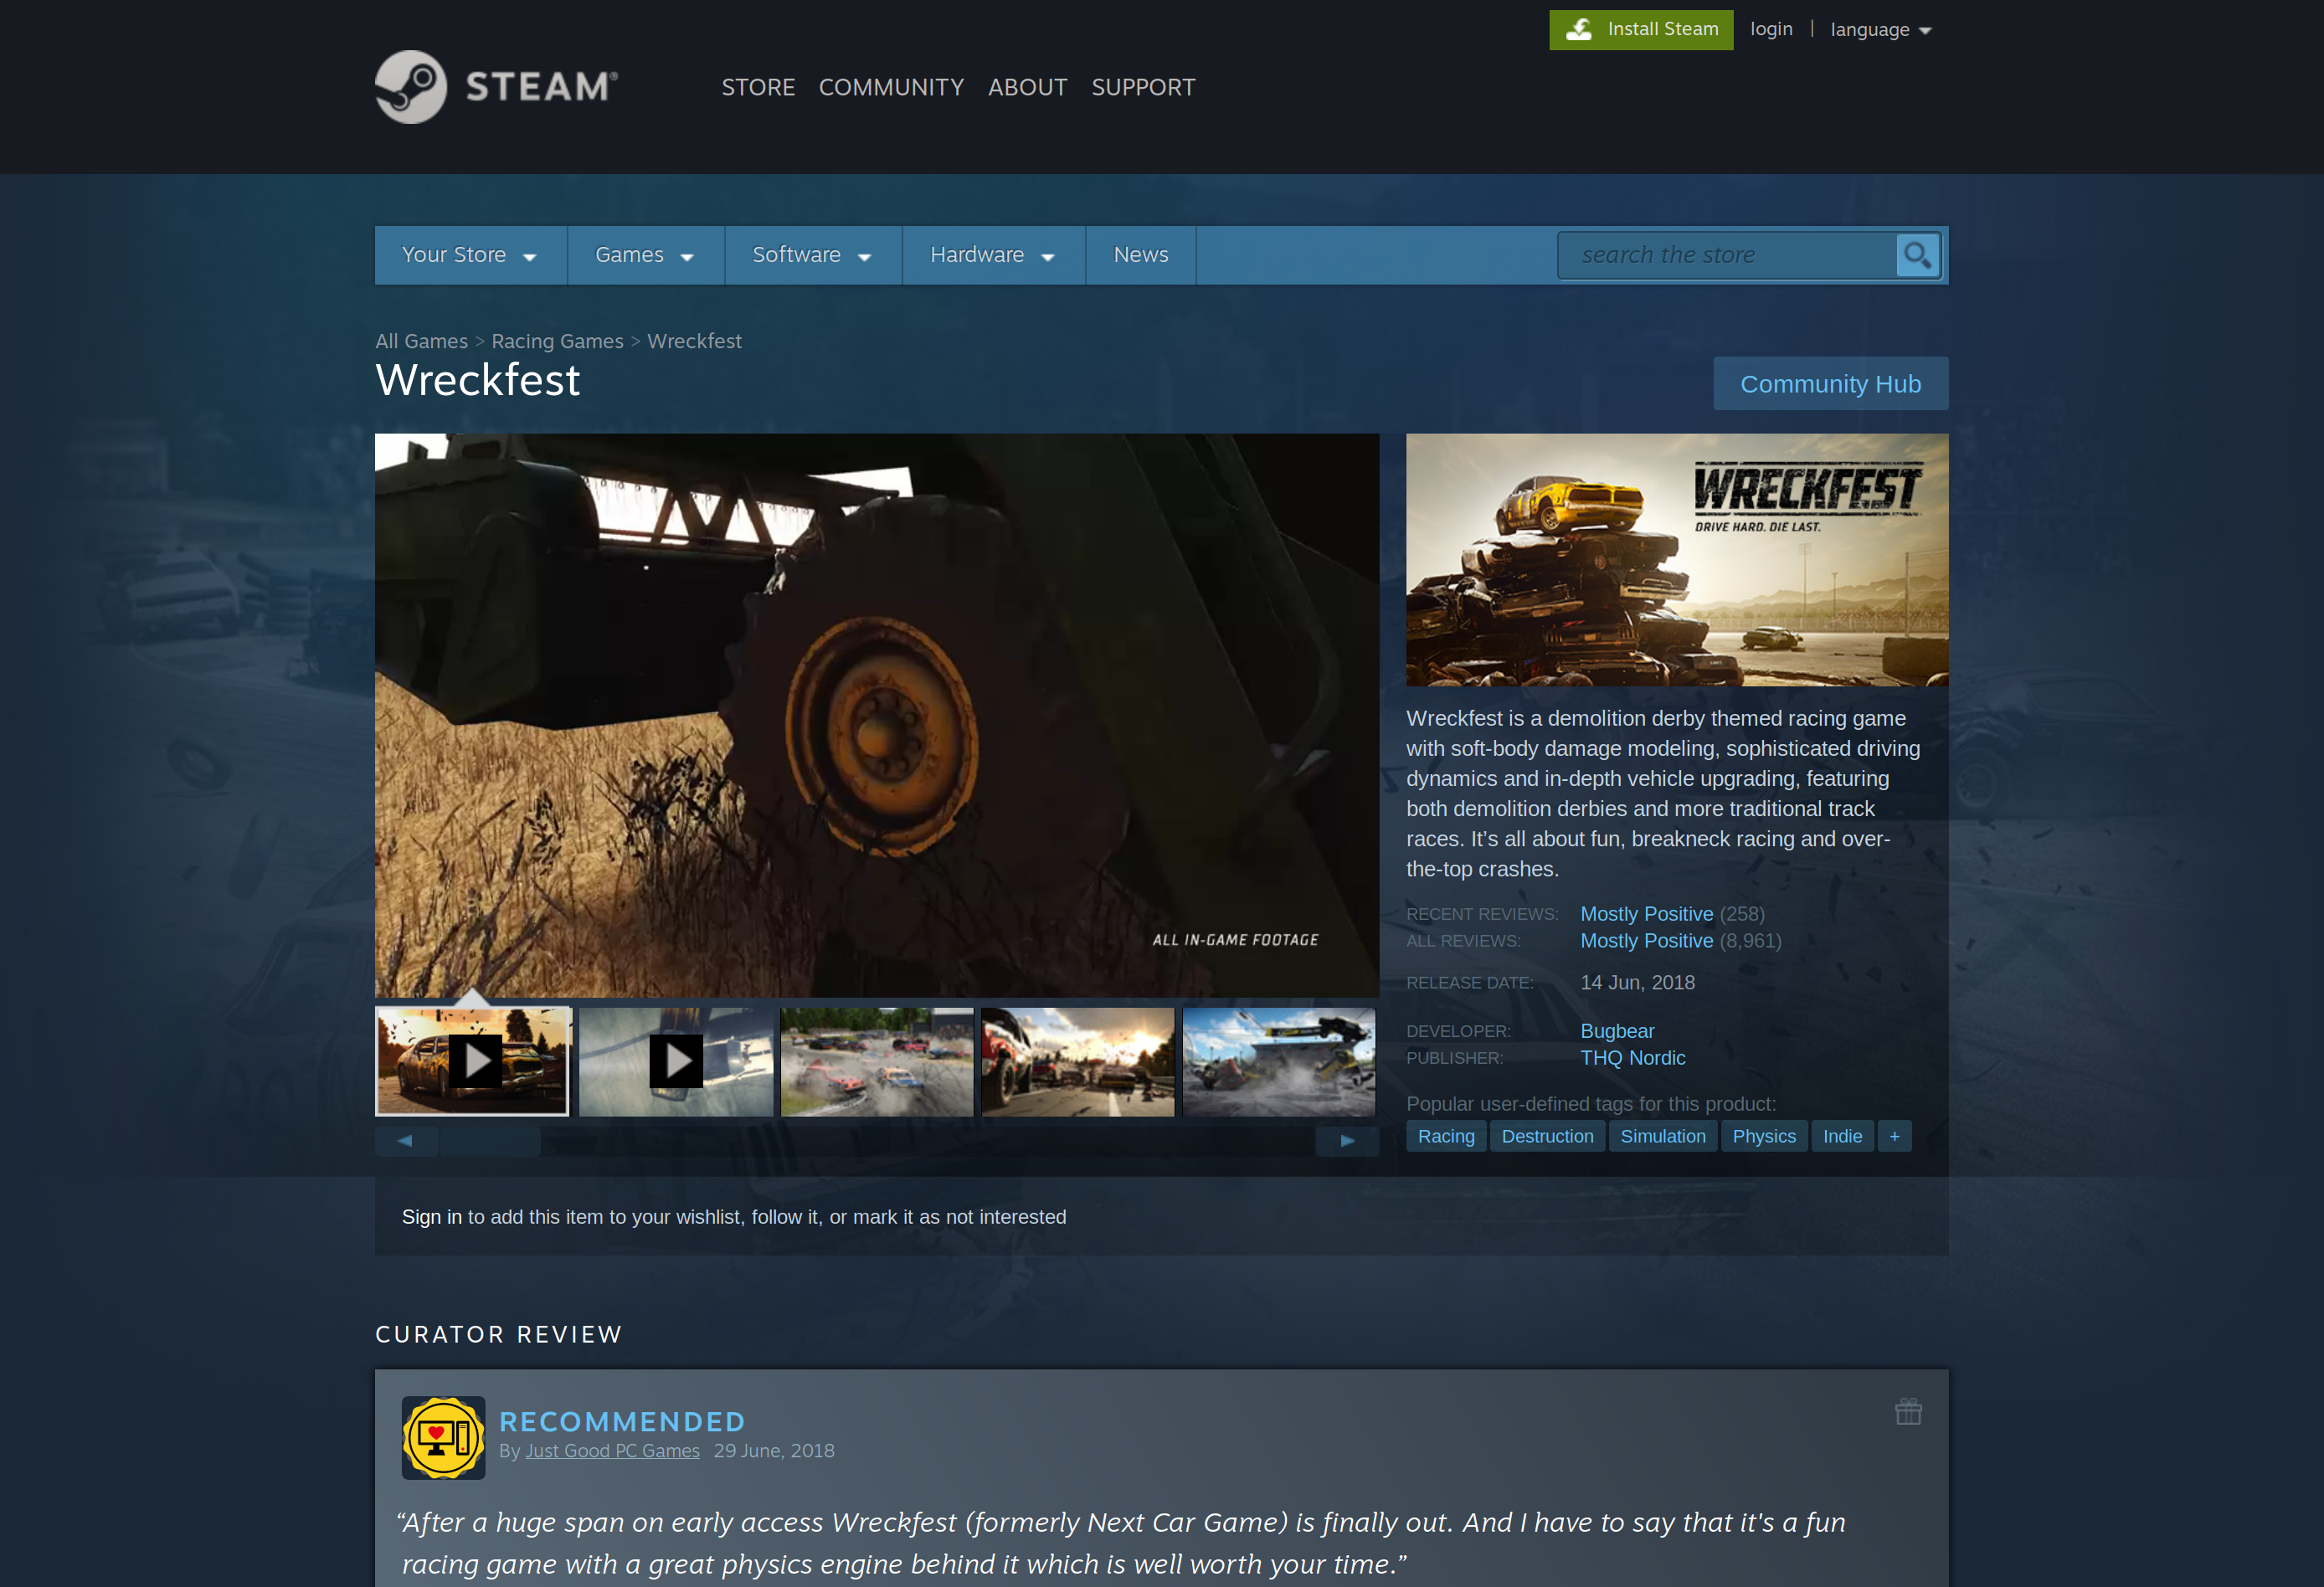 Install Steam
login | language
STEAM®
STORE COMMUNITY ABOUT SUPPORT
Your Store Games Software Hardware News
search the store
All Games > Racing Games > Wreckfest
Wreckfest
Community Hub
ALL IN-GAME FOOTAGE
WRECKFEST
DRIVE HARD. DIE LAST.
Wreckfest is a demolition derby themed racing game
with soft-body damage modeling, sophisticated driving
dynamics and in-depth vehicle upgrading, featuring
both demolition derbies and more traditional track
races. It’s all about fun, breakneck racing and over-
the-top crashes.
RECENT REVIEWS: Mostly Positive (258)
ALL REVIEWS: Mostly Positive (8,961)
RELEASE DATE: 14 Jun, 2018
DEVELOPER: Bugbear
PUBLISHER: THQ Nordic
Popular user-defined tags for this product:
Racing Destruction Simulation Physics Indie +
Sign in to add this item to your wishlist, follow it, or mark it as not interested
CURATOR REVIEW
RECOMMENDED
By Just Good PC Games 29 June, 2018
“After a huge span on early access Wreckfest (formerly Next Car Game) is finally out. And I have to say that it's a fun
racing game with a great physics engine behind it which is well worth your time.”